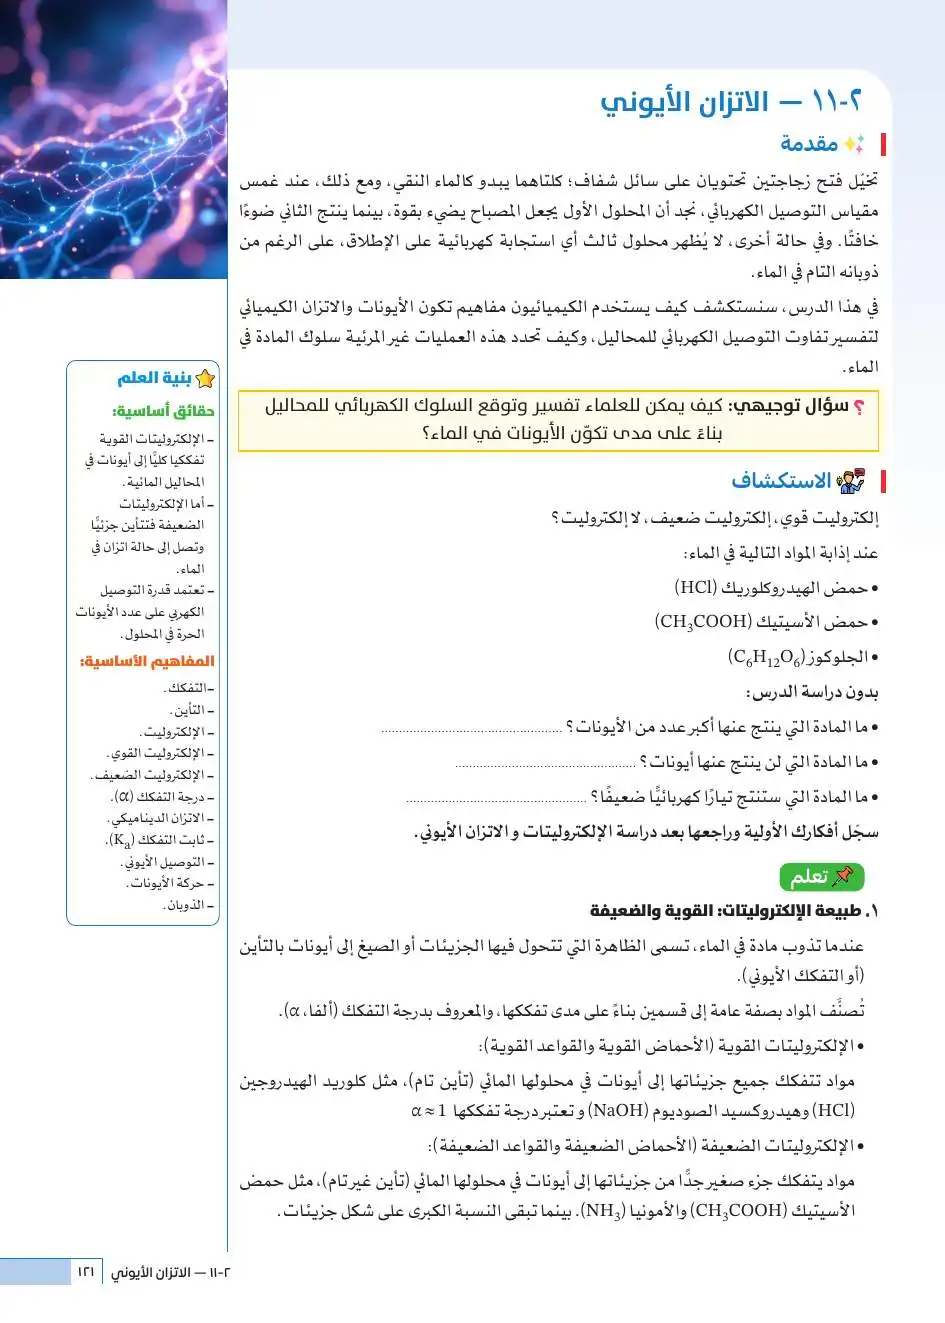 ٢-١١ — الاتزان الأيوني
مقدمة
تخيّل فتح زجاجتين تحتويان على سائل شفاف؛ كلتاهما يبدو كالماء النقي، ومع ذلك، عند غمس
مقياس التوصيل الكهربائي، نجد أن المحلول الأول يجعل المصباح يضيء بقوة، بينما ينتج الثاني ضوءًا
خافتًا. وفي حالة أخرى، لا يُظهر محلول ثالث أي استجابة كهربائية على الإطلاق، على الرغم من
ذوبانه التام في الماء.
في هذا الدرس، سنستكشف كيف يستخدم الكيميائيون مفاهيم تكون الأيونات والاتزان الكيميائي
لتفسير تفاوت التوصيل الكهربائي للمحاليل، وكيف تحدد هذه العمليات غير المرئية سلوك المادة في
الماء.
؟ سؤال توجيهي: كيف يمكن للعلماء تفسير وتوقع السلوك الكهربائي للمحاليل
بناءً على مدى تكوّن الأيونات في الماء؟
الاستكشاف
إلكتروليت قوي، إلكتروليت ضعيف، لا إلكتروليت؟
عند إذابة المواد التالية في الماء:
• حمض الهيدروكلوريك (HCl)
• حمض الأسيتيك (CH₃COOH)
• الجلوكوز (C₆H₁₂O₆)
بدون دراسة الدرس:
• ما المادة التي ينتج عنها أكبر عدد من الأيونات؟ ..................................................
• ما المادة التي لن ينتج عنها أيونات؟ ..................................................
• ما المادة التي ستنتج تيارًا كهربائيًّا ضعيفًا؟ ..................................................
سجّل أفكارك الأولية وراجعها بعد دراسة الإلكتروليتات والاتزان الأيوني.
تعلم
١. طبيعة الإلكتروليتات: القوية والضعيفة
عندما تذوب مادة في الماء، تسمى الظاهرة التي تتحول فيها الجزيئات أو الصيغ إلى أيونات بالتأين
(أو التفكك الأيوني).
تُصنَّف المواد بصفة عامة إلى قسمين بناءً على مدى تفككها، والمعروف بدرجة التفكك (ألفا، α).
• الإلكتروليتات القوية (الأحماض القوية والقواعد القوية):
مواد تتفكك جميع جزيئاتها إلى أيونات في محلولها المائي (تأين تام)، مثل كلوريد الهيدروجين
(HCl) وهيدروكسيد الصوديوم (NaOH) وتعتبر درجة تفككها α ≈ 1
• الإلكتروليتات الضعيفة (الأحماض الضعيفة والقواعد الضعيفة):
مواد يتفكك جزء صغير جدًّا من جزيئاتها إلى أيونات في محلولها المائي (تأين غير تام)، مثل حمض
الأسيتيك (CH₃COOH) والأمونيا (NH₃). بينما تبقى النسبة الكبرى على شكل جزيئات.
بنية العلم
حقائق أساسية:
– الإلكتروليتات القوية
تفككيا كليًّا إلى أيونات في
المحاليل المائية.
– أما الإلكتروليتات
الضعيفة فتتأين جزئيًّا
وتصل إلى حالة اتزان في
الماء.
– تعتمد قدرة التوصيل
الكهربي على عدد الأيونات
الحرة في المحلول.
المفاهيم الأساسية:
– التفكك.
– التأين.
– الإلكتروليت.
– الإلكتروليت القوي.
– الإلكتروليت الضعيف.
– درجة التفكك (α).
– الاتزان الديناميكي.
– ثابت التفكك (Kₐ).
– التوصيل الأيوني.
– حركة الأيونات.
– الذوبان.
٢-١١ — الاتزان الأيوني
١٢١